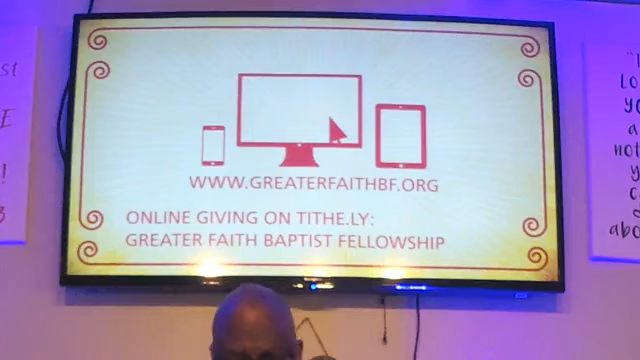 WWW.GREATERFAITHBF.ORG
ONLINE GIVING ON TITHE.LY:
GREATER FAITH BAPTIST FELLOWSHIP